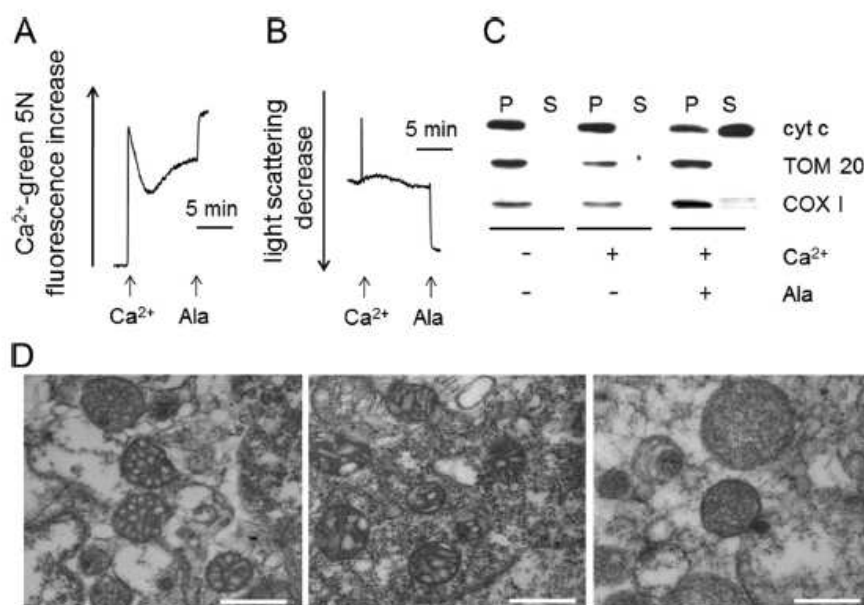 A
Ca²⁺-green 5N
fluorescence increase
5 min
Ca²⁺
Ala
B
light scattering
decrease
5 min
Ca²⁺
Ala
C
P S P S P S
cyt c
TOM 20
COX I
- + + Ca²⁺
- - + Ala
D